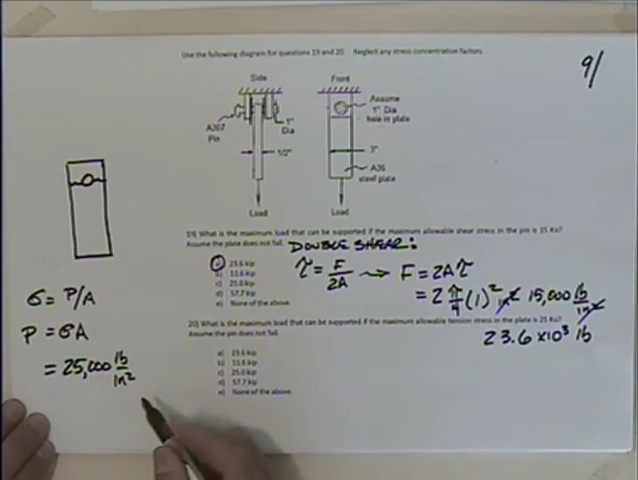 Use the following diagram for questions 19 and 20. Neglect any stress concentration factors.
9/
Side
Front
Assume
1" Dia
hole in plate
A307
Pin
1"
Dia
1/2"
3"
A36
steel plate
Load
Load
19) What is the maximum load that can be supported if the maximum allowable shear stress in the pin is 15 Ksi?
Assume the plate does not fail.
DOUBLE SHEAR:
a) 23.6 kip
b) 11.6 kip
c) 25.0 kip
d) 57.7 kip
e) None of the above.
τ = F/2A → F = 2Aτ
= 2 π/4 (1)² in² 15,000 lb/in²
23.6 ×10³ lb
20) What is the maximum load that can be supported if the maximum allowable tension stress in the plate is 25 Ksi?
Assume the pin does not fail.
a) 23.6 kip
b) 11.6 kip
c) 25.0 kip
d) 57.7 kip
e) None of the above.
σ = P/A
P = σA
= 25,000 lb/in²